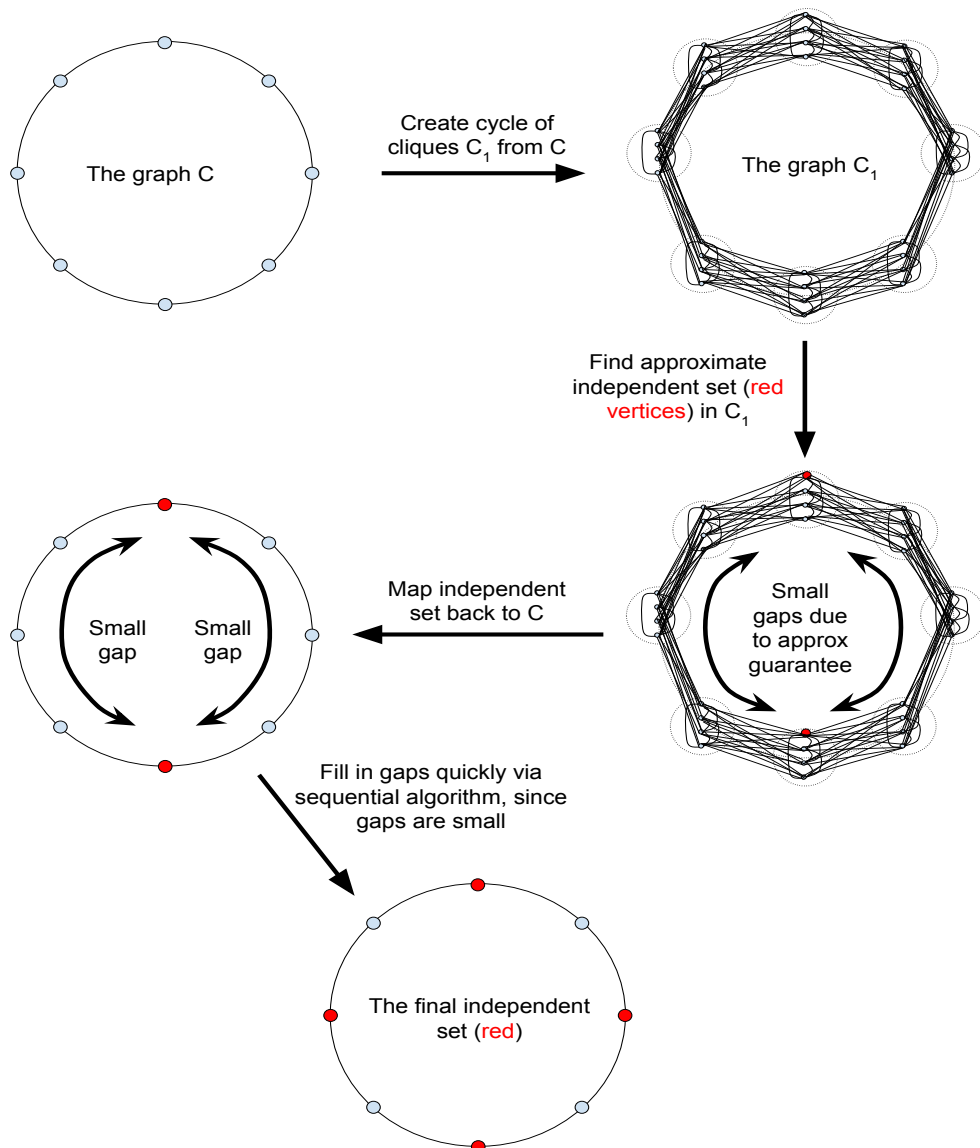 The graph C
Create cycle of
cliques C₁ from C
The graph C₁
Find approximate
independent set (red
vertices) in C₁
Small
gaps due
to approx
guarantee
Map independent
set back to C
Small
gap
Small
gap
Fill in gaps quickly via
sequential algorithm, since
gaps are small
The final independent
set (red)